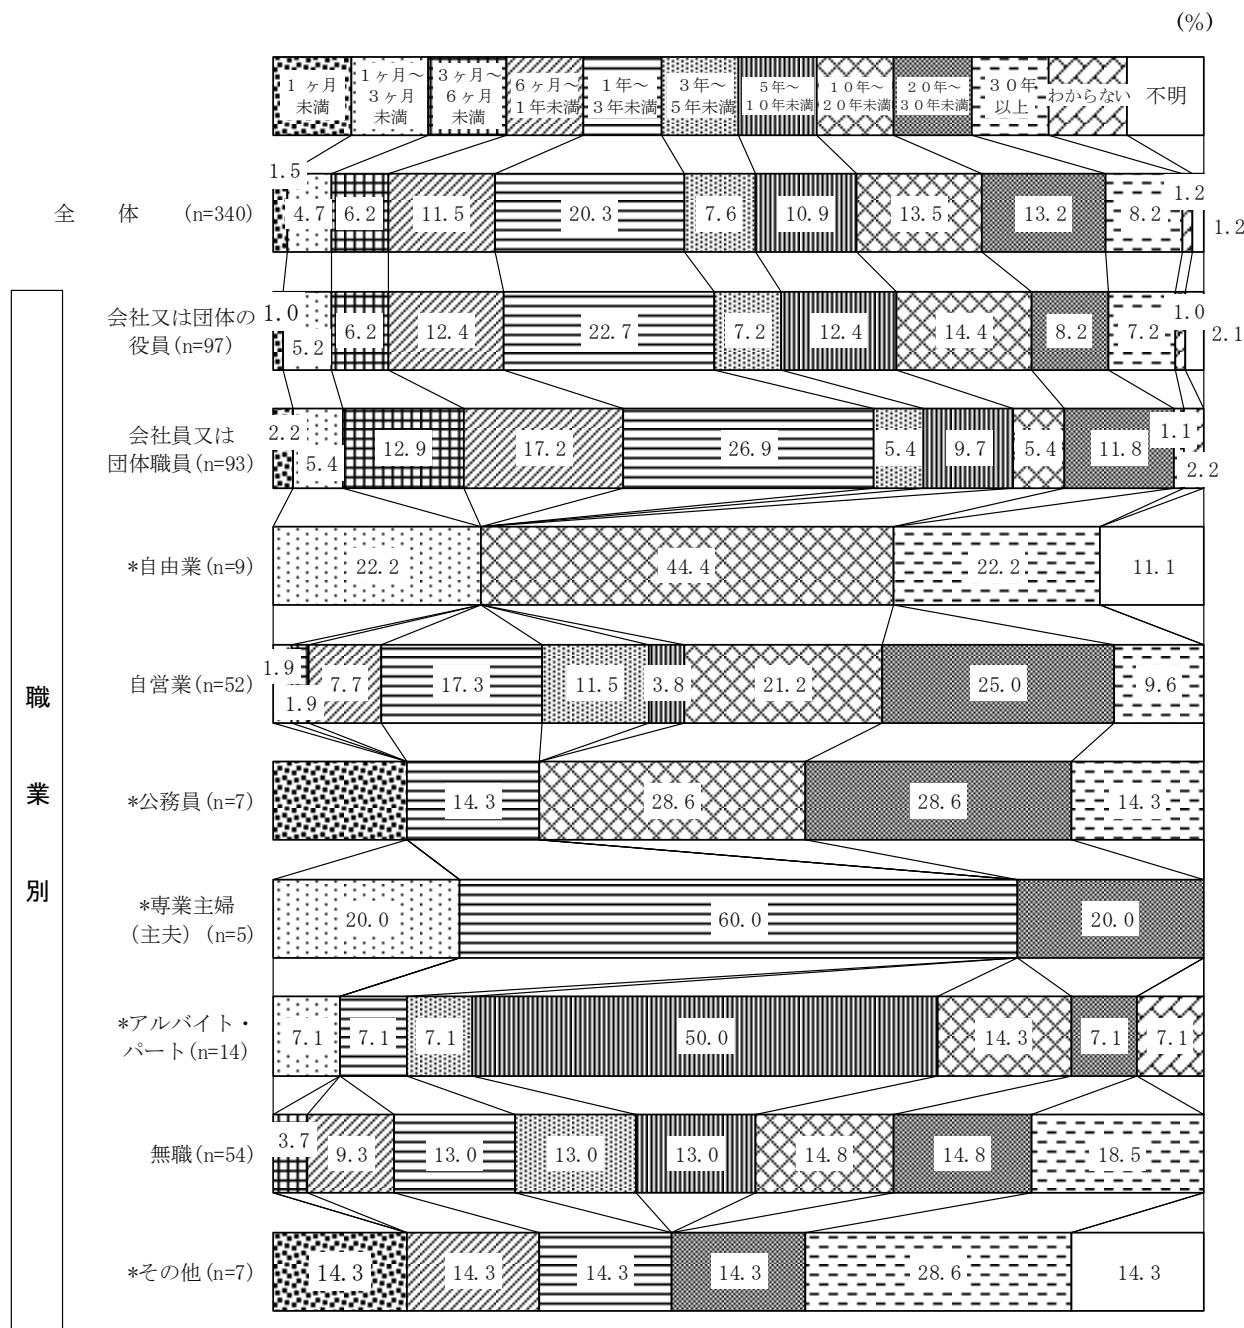 (%)
１ヶ月
未満
１ヶ月～
３ヶ月
未満
３ヶ月～
６ヶ月
未満
６ヶ月～
１年未満
１年～
３年未満
３年～
５年未満
５年～
１０年未満
１０年～
２０年未満
２０年～
３０年未満
３０年
以上
わからない
不明
全　体　(n=340)
1.5
4.7
6.2
11.5
20.3
7.6
10.9
13.5
13.2
8.2
1.2
1.2
職業別
会社又は団体の
役員(n=97)
1.0
5.2
6.2
12.4
22.7
7.2
12.4
14.4
8.2
7.2
1.0
2.1
会社員又は
団体職員(n=93)
2.2
5.4
12.9
17.2
26.9
5.4
9.7
5.4
11.8
1.1
2.2
*自由業(n=9)
22.2
44.4
22.2
11.1
自営業(n=52)
1.9
1.9
7.7
17.3
11.5
3.8
21.2
25.0
9.6
*公務員(n=7)
14.3
28.6
28.6
14.3
*専業主婦
（主夫）(n=5)
20.0
60.0
20.0
*アルバイト・
パート(n=14)
7.1
7.1
7.1
50.0
14.3
7.1
7.1
無職(n=54)
3.7
9.3
13.0
13.0
13.0
14.8
14.8
18.5
*その他(n=7)
14.3
14.3
14.3
14.3
28.6
14.3